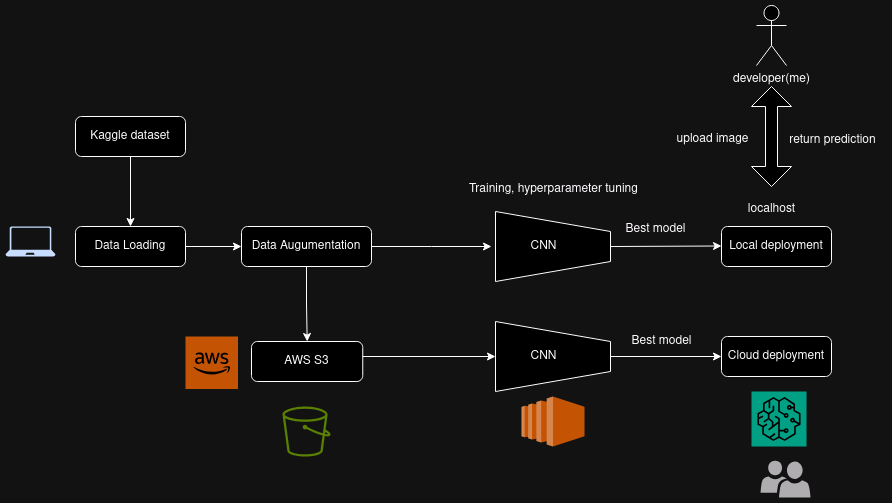 developer(me)
upload image
return prediction
Kaggle dataset
Training, hyperparameter tuning
localhost
Data Loading
Data Augumentation
CNN
Best model
Local deployment
aws
AWS S3
CNN
Best model
Cloud deployment